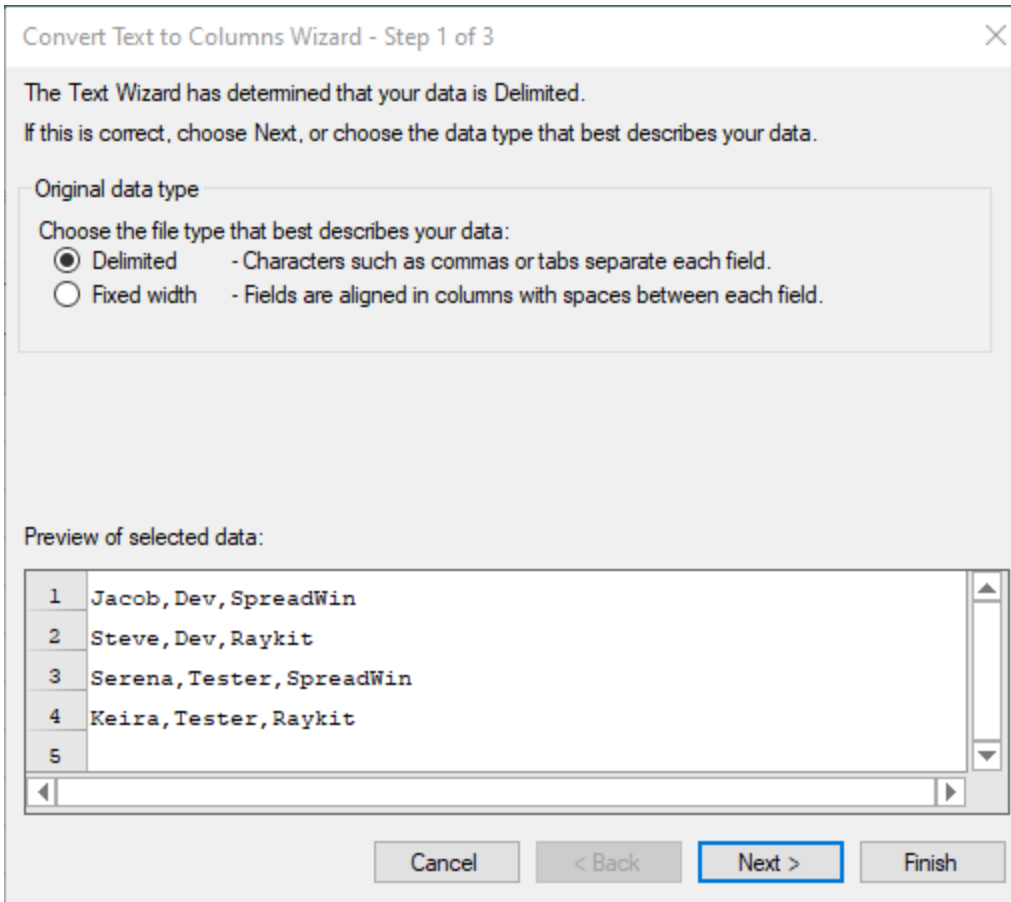 Convert Text to Columns Wizard - Step 1 of 3
The Text Wizard has determined that your data is Delimited.
If this is correct, choose Next, or choose the data type that best describes your data.
Original data type
Choose the file type that best describes your data:
Delimited - Characters such as commas or tabs separate each field.
Fixed width - Fields are aligned in columns with spaces between each field.
Preview of selected data:
1 Jacob,Dev,SpreadWin
2 Steve,Dev,Raykit
3 Serena,Tester,SpreadWin
4 Keira,Tester,Raykit
5
Cancel < Back Next > Finish